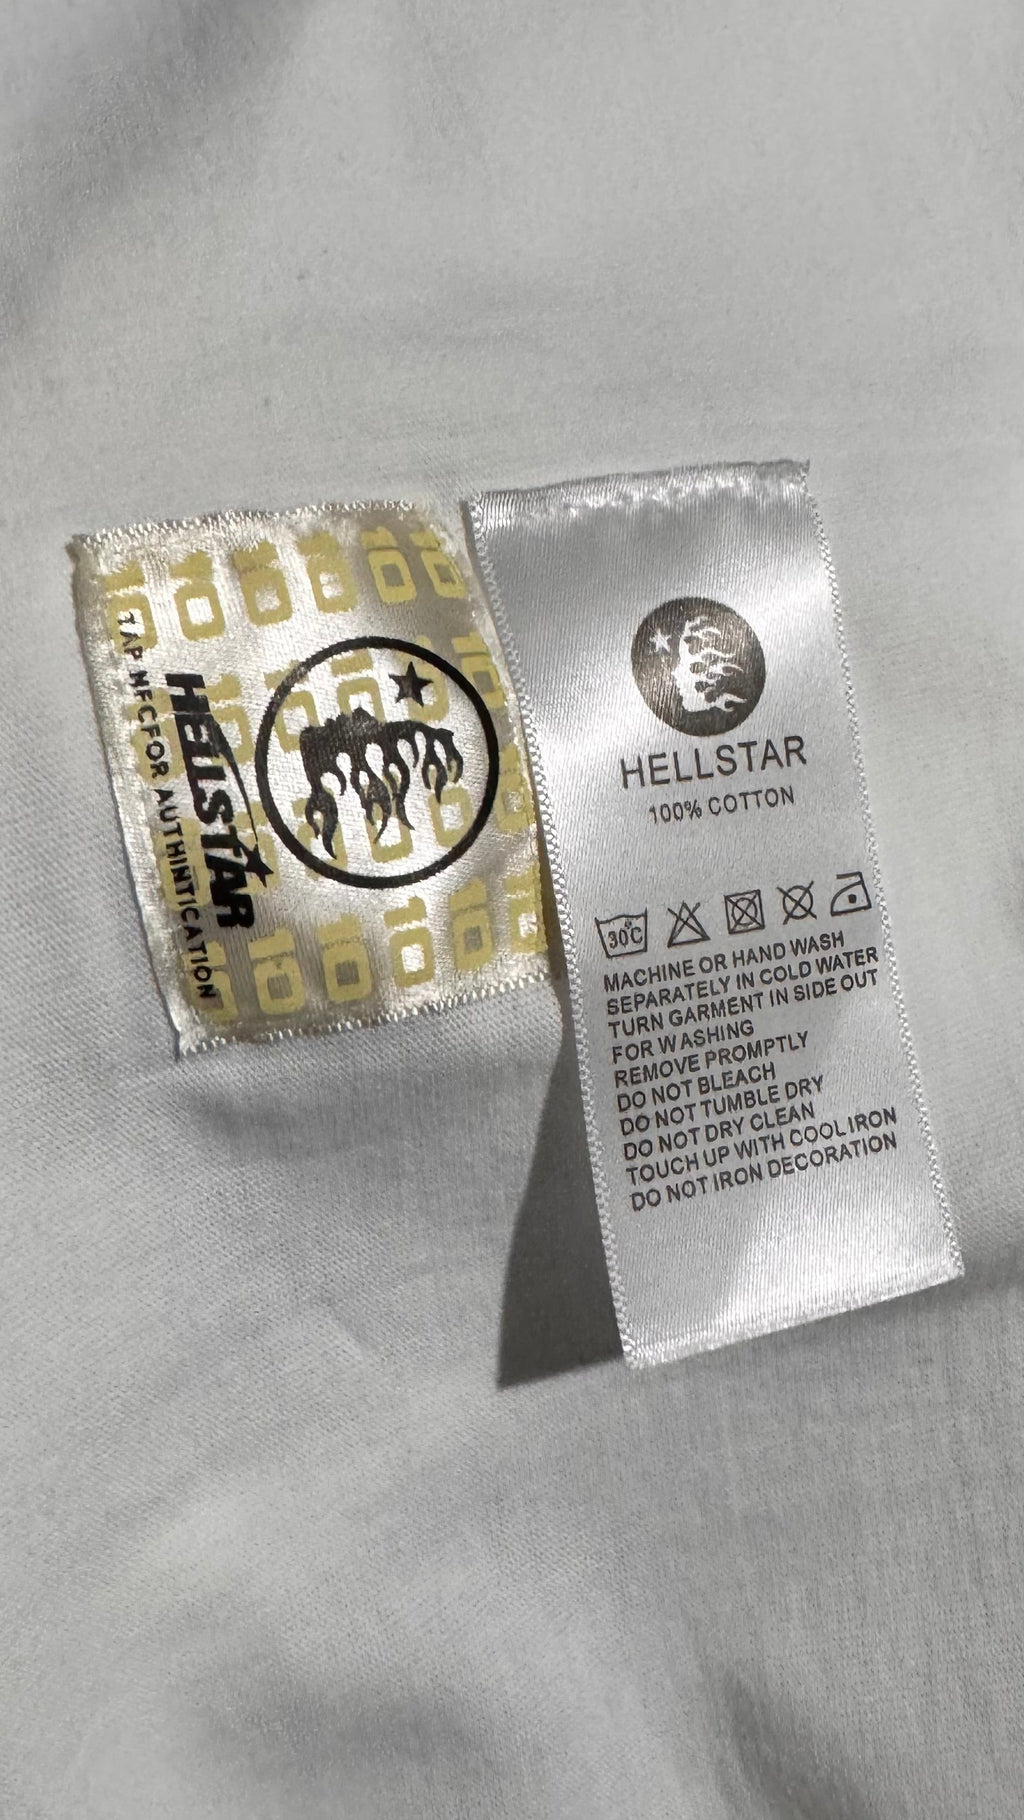 TAP NFCFOR AUTHINTICATION
HELLSTAR
10 10 10 10 10 10
HELLSTAR
100% COTTON
30°C
MACHINE OR HAND WASH
SEPARATELY IN COLD WATER
TURN GARMENT IN SIDE OUT
FOR WASHING
REMOVE PROMPTLY
DO NOT BLEACH
DO NOT TUMBLE DRY
DO NOT DRY CLEAN
TOUCH UP WITH COOL IRON
DO NOT IRON DECORATION